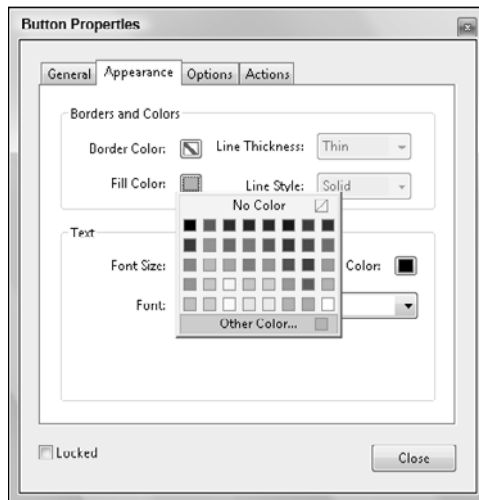 Button Properties
General Appearance Options Actions
Borders and Colors
Border Color: Line Thickness: Thin
Fill Color: Line Style: Solid
No Color
Text
Font Size: Color:
Font:
Other Color...
Locked
Close